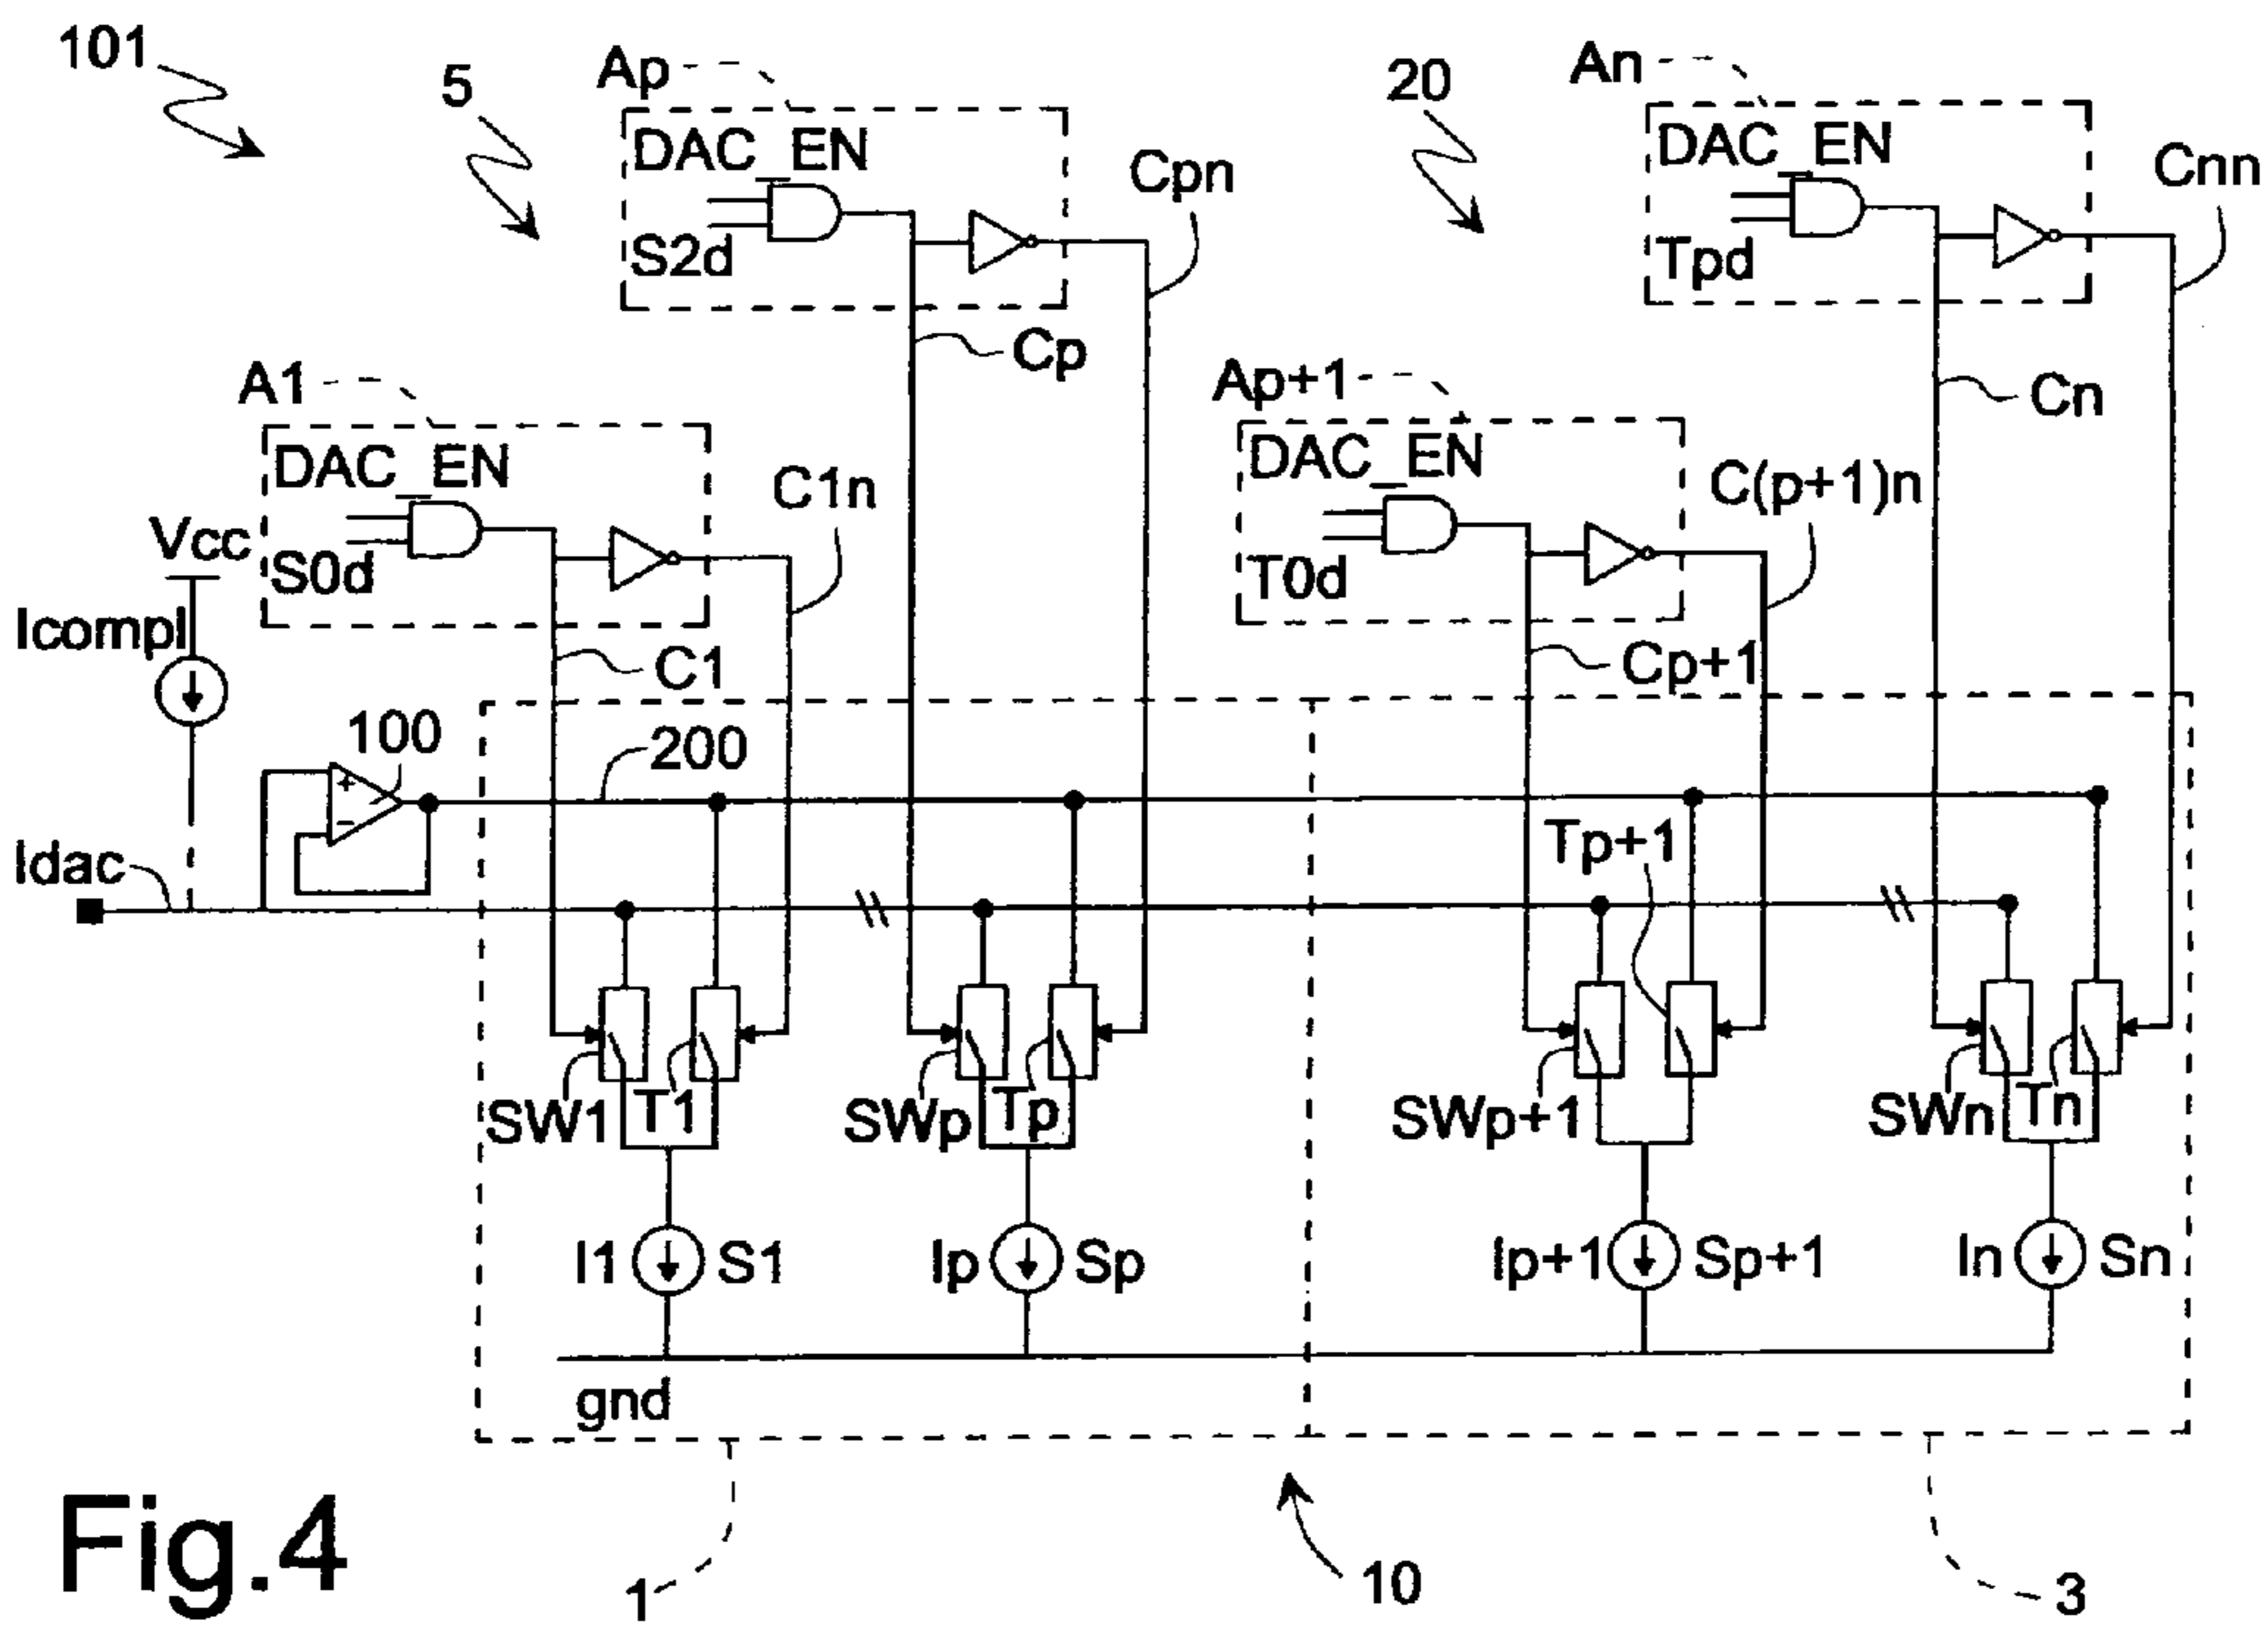 101
5
Ap
20
An
DAC_EN
S2d
Cpn
DAC_EN
Tpd
Cnn
Cp
Cn
A1
DAC_EN
S0d
C1n
Ap+1
DAC_EN
T0d
C(p+1)n
Vcc
Icompl
C1
Cp+1
100
+
-
200
Idac
Tp+1
SW1
T1
SWp
Tp
SWp+1
SWn
Tn
I1
S1
Ip
Sp
Ip+1
Sp+1
In
Sn
gnd
Fig.4
1
10
3